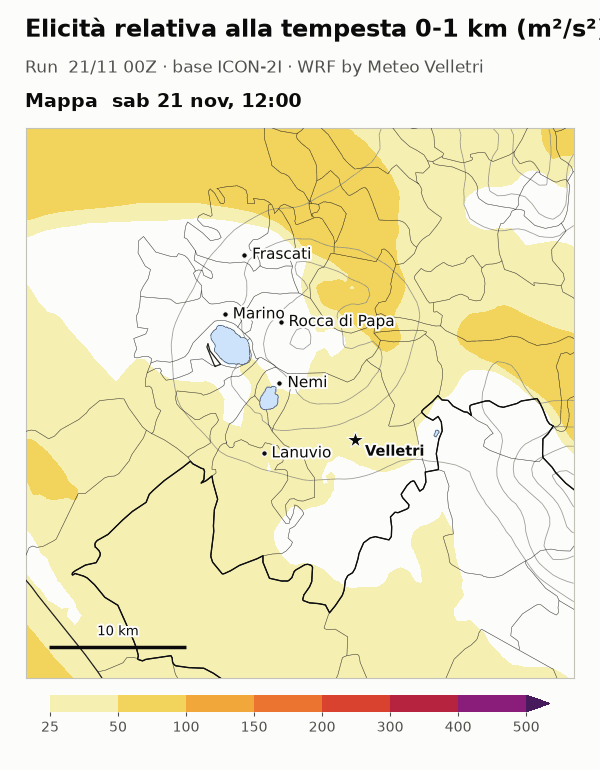 Elicità relativa alla tempesta 0-1 km (m²/s²)
Run  21/11 00Z · base ICON-2I · WRF by Meteo Velletri
Mappa  sab 21 nov, 12:00
Frascati
Marino
Rocca di Papa
Nemi
Velletri
Lanuvio
10 km
25 50 100 150 200 300 400 500